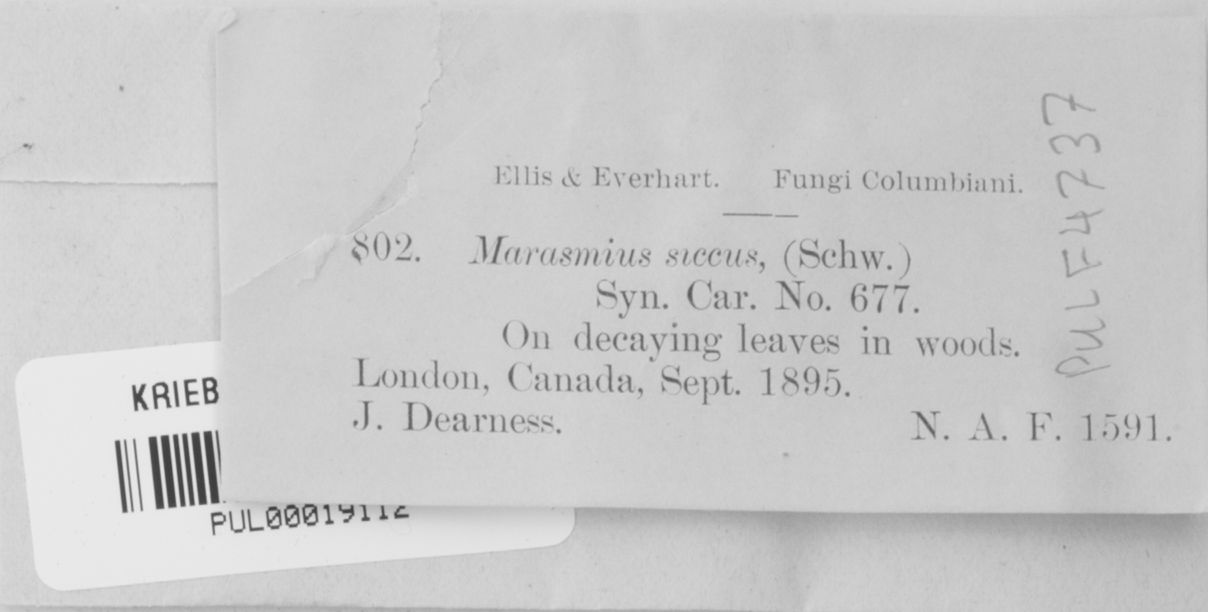 Ellis & Everhart. Fungi Columbiani.
802. Marasmius siccus, (Schw.)
Syn. Car. No. 677.
On decaying leaves in woods.
London, Canada, Sept. 1895.
J. Dearness. N. A. F. 1591.
PULF4737
KRIEB
PUL00019112